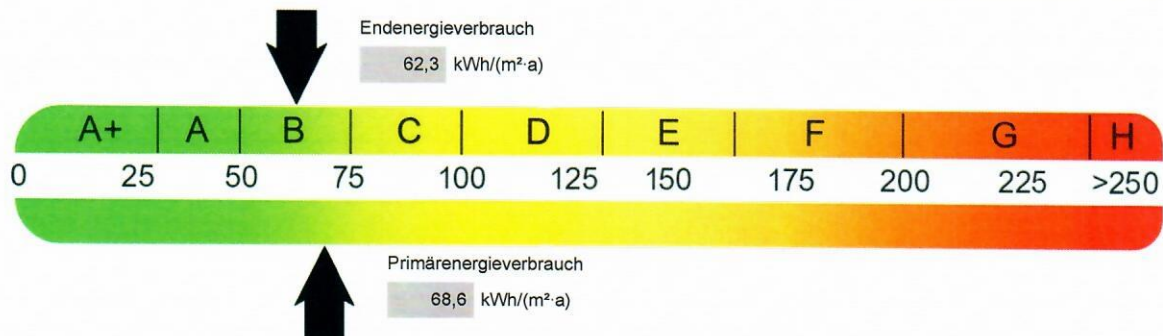 Endenergieverbrauch
62,3 kWh/(m²·a)
A+ A B C D E F G H
0 25 50 75 100 125 150 175 200 225 >250
Primärenergieverbrauch
68,6 kWh/(m²·a)